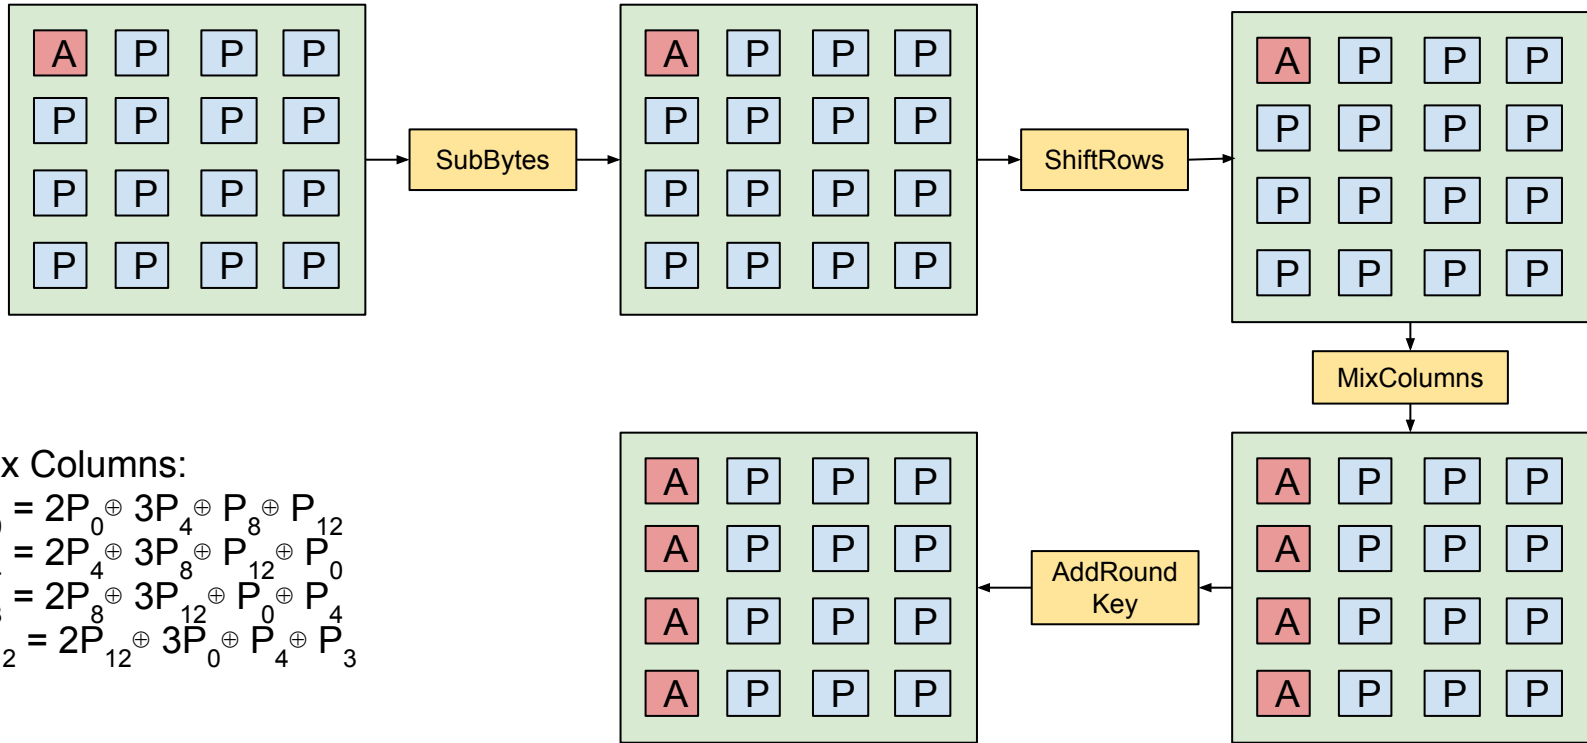 A P P P
P P P P
P P P P
P P P P
SubBytes
A P P P
P P P P
P P P P
P P P P
ShiftRows
A P P P
P P P P
P P P P
P P P P
MixColumns
A P P P
A P P P
A P P P
A P P P
AddRound
Key
A P P P
A P P P
A P P P
A P P P
x Columns:
= 2P0⊕ 3P4⊕ P8⊕ P12
= 2P4⊕ 3P8⊕ P12⊕ P0
= 2P8⊕ 3P12⊕ P0⊕ P4
2 = 2P12⊕ 3P0⊕ P4⊕ P3